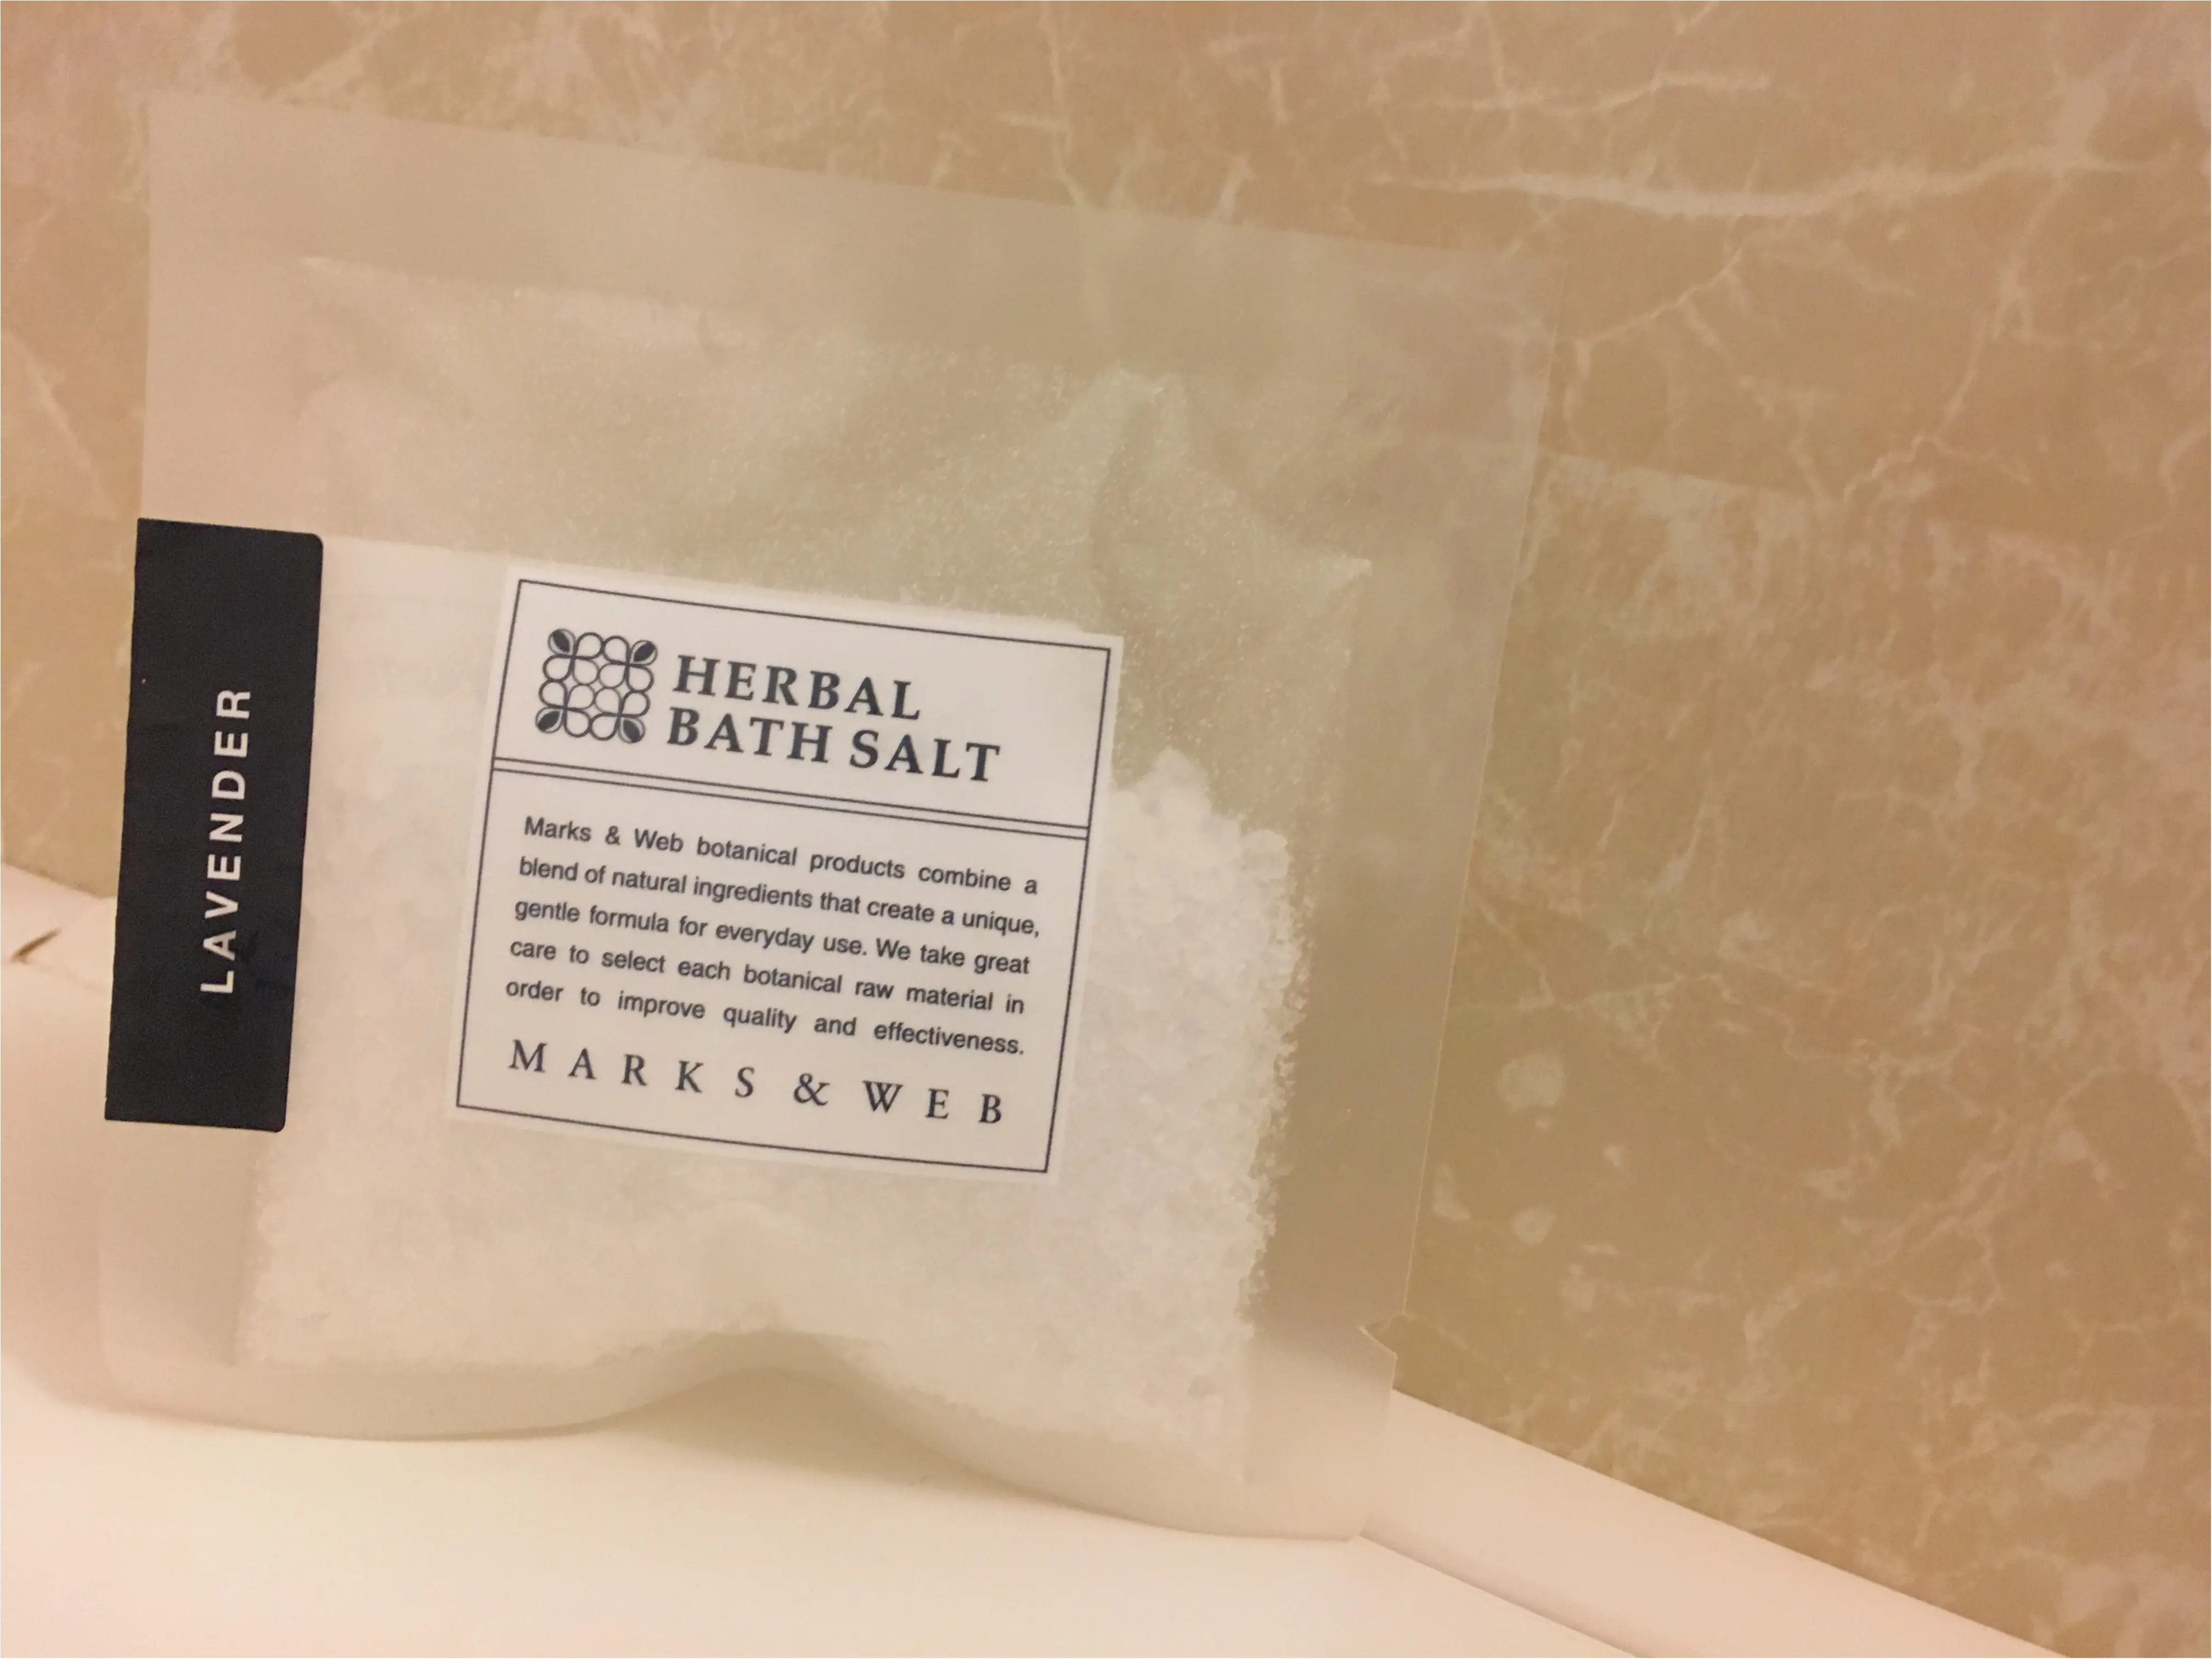 LAVENDER
HERBAL
BATH SALT
Marks & Web botanical products combine a
blend of natural ingredients that create a unique,
gentle formula for everyday use. We take great
care to select each botanical raw material in
order to improve quality and effectiveness.
MARKS & WEB